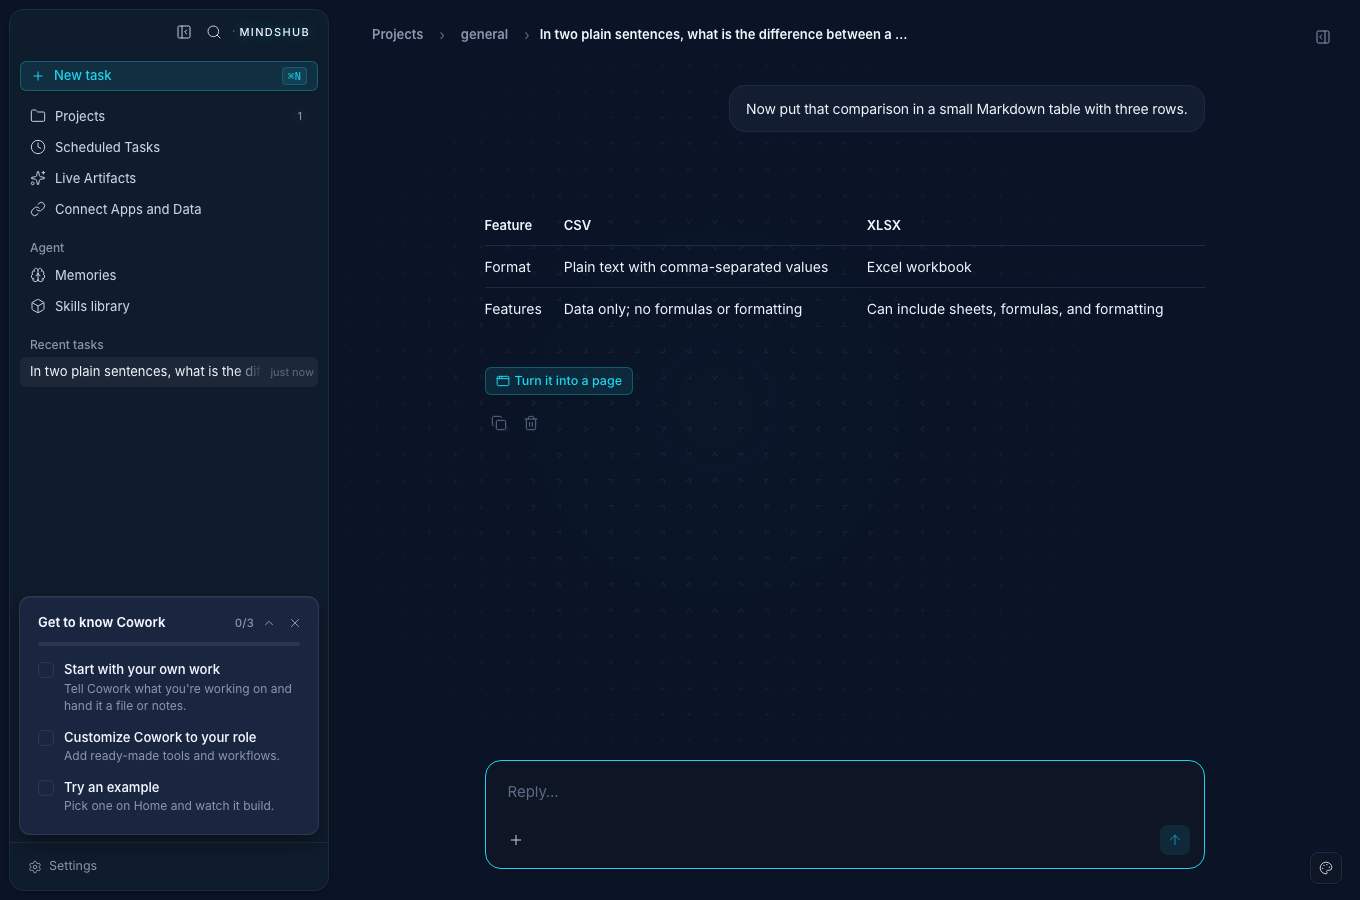 MINDSHUB
New task
⌘N
Projects
1
Scheduled Tasks
Live Artifacts
Connect Apps and Data
Agent
Memories
Skills library
Recent tasks
In two plain sentences, what is the dif just now
Get to know Cowork 0/3
Start with your own work
Tell Cowork what you're working on and
hand it a file or notes.
Customize Cowork to your role
Add ready-made tools and workflows.
Try an example
Pick one on Home and watch it build.
Settings
Projects › general › In two plain sentences, what is the difference between a ...
Now put that comparison in a small Markdown table with three rows.
Feature CSV XLSX
Format Plain text with comma-separated values Excel workbook
Features Data only; no formulas or formatting Can include sheets, formulas, and formatting
Turn it into a page
Reply...